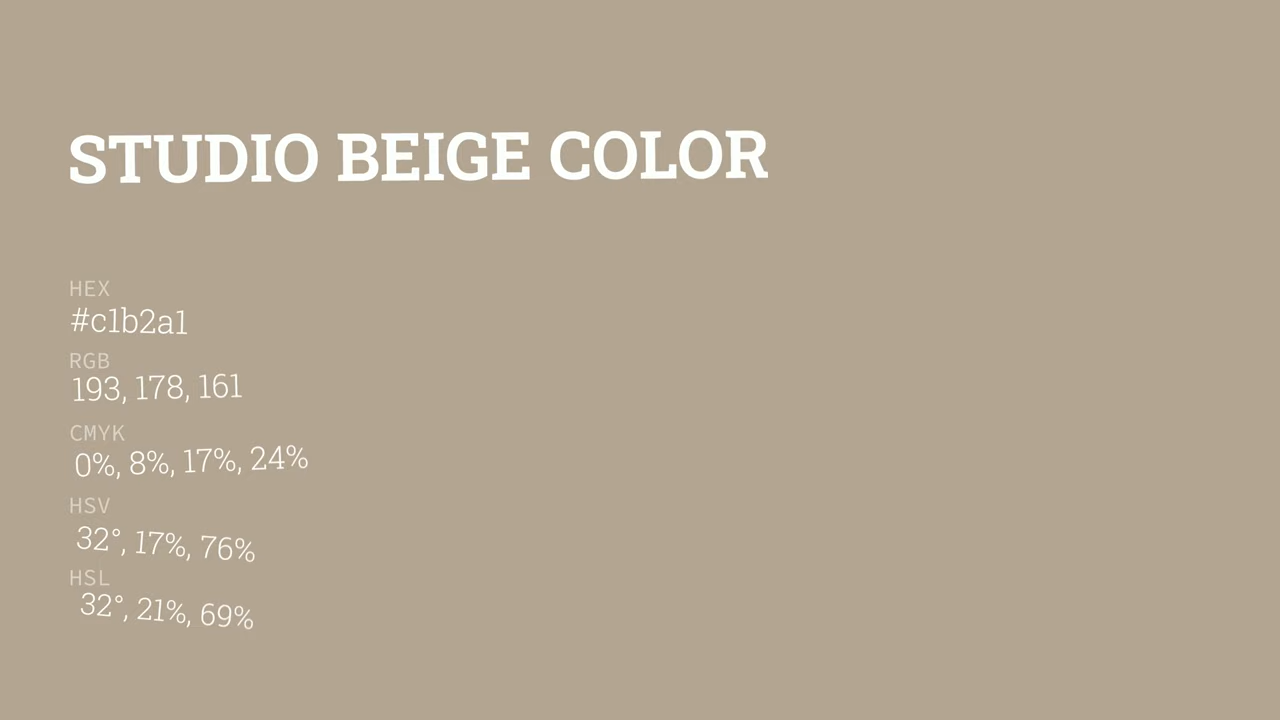 STUDIO BEIGE COLOR
HEX
#c1b2a1
RGB
193, 178, 161
CMYK
0%, 8%, 17%, 24%
HSV
32°, 17%, 76%
HSL
32°, 21%, 69%